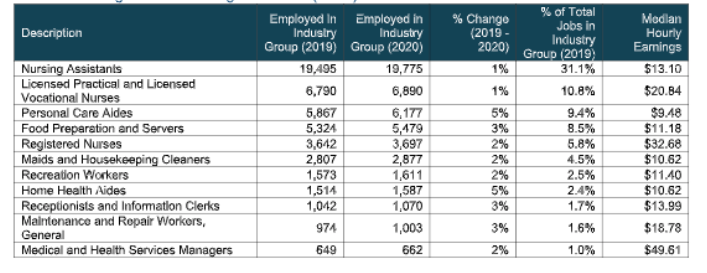 Description Employed in Industry Group (2019) Employed in Industry Group (2020) % Change (2019 - 2020) % of Total Jobs in Industry Group (2019) Median Hourly Earnings
Nursing Assistants 19,495 19,775 1% 31.1% $13.10
Licensed Practical and Licensed Vocational Nurses 6,790 6,890 1% 10.8% $20.84
Personal Care Aides 5,867 6,177 5% 9.4% $9.48
Food Preparation and Servers 5,324 5,479 3% 8.5% $11.18
Registered Nurses 3,642 3,697 2% 5.8% $32.68
Maids and Housekeeping Cleaners 2,807 2,877 2% 4.5% $10.62
Recreation Workers 1,573 1,611 2% 2.5% $11.40
Home Health Aides 1,514 1,587 5% 2.4% $10.62
Receptionists and Information Clerks 1,042 1,070 3% 1.7% $13.99
Maintenance and Repair Workers, General 974 1,003 3% 1.6% $18.78
Medical and Health Services Managers 649 662 2% 1.0% $49.61